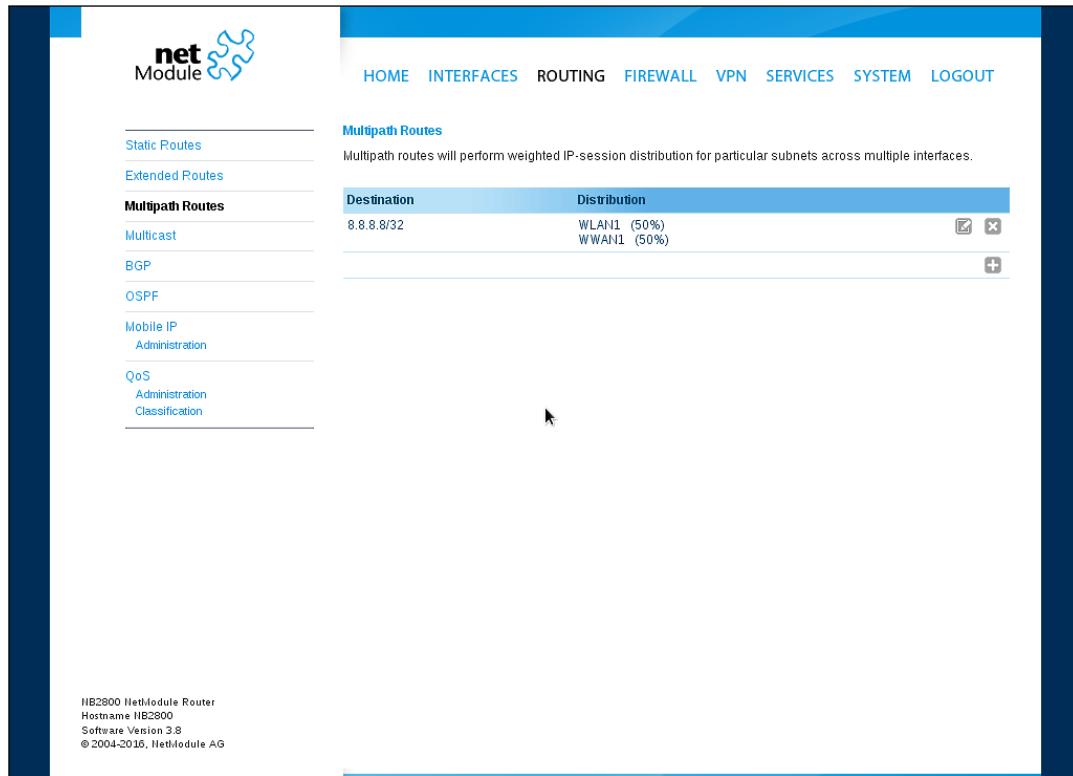 net
Module
HOME INTERFACES ROUTING FIREWALL VPN SERVICES SYSTEM LOGOUT
Static Routes
Extended Routes
Multipath Routes
Multicast
BGP
OSPF
Mobile IP
Administration
QoS
Administration
Classification
Multipath Routes
Multipath routes will perform weighted IP-session distribution for particular subnets across multiple interfaces.
Destination Distribution
8.8.8.8/32 WLAN1 (50%)
WWAN1 (50%)
NB2800 NetModule Router
Hostname NB2800
Software Version 3.8
© 2004-2016, NetModule AG